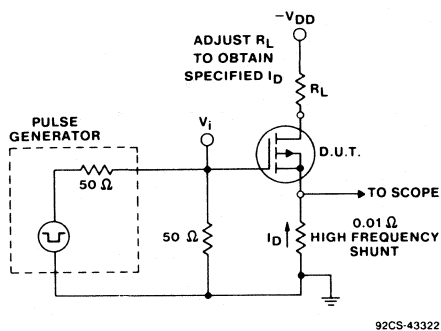 −VDD
ADJUST RL
TO OBTAIN
SPECIFIED ID
RL
PULSE
GENERATOR
Vi
D.U.T.
50 Ω
TO SCOPE
50 Ω
ID
0.01 Ω
HIGH FREQUENCY
SHUNT
92CS-43322